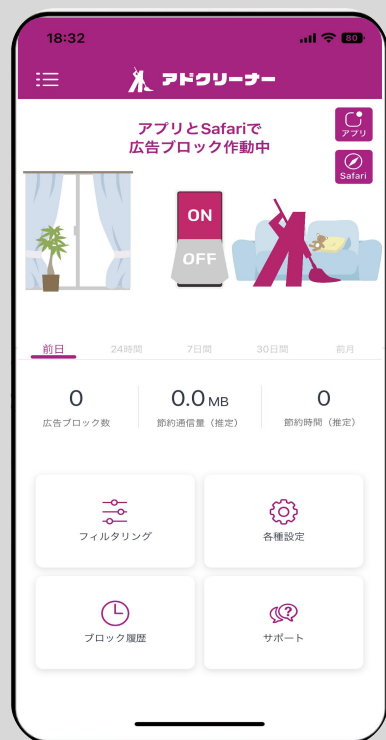 18:32
80
アドクリーナー
アプリとSafariで
広告ブロック作動中
アプリ
Safari
ON
OFF
前日 24時間 7日間 30日間 前月
0 0.0 MB 0
広告ブロック数 節約通信量（推定） 節約時間（推定）
フィルタリング 各種設定
ブロック履歴 サポート